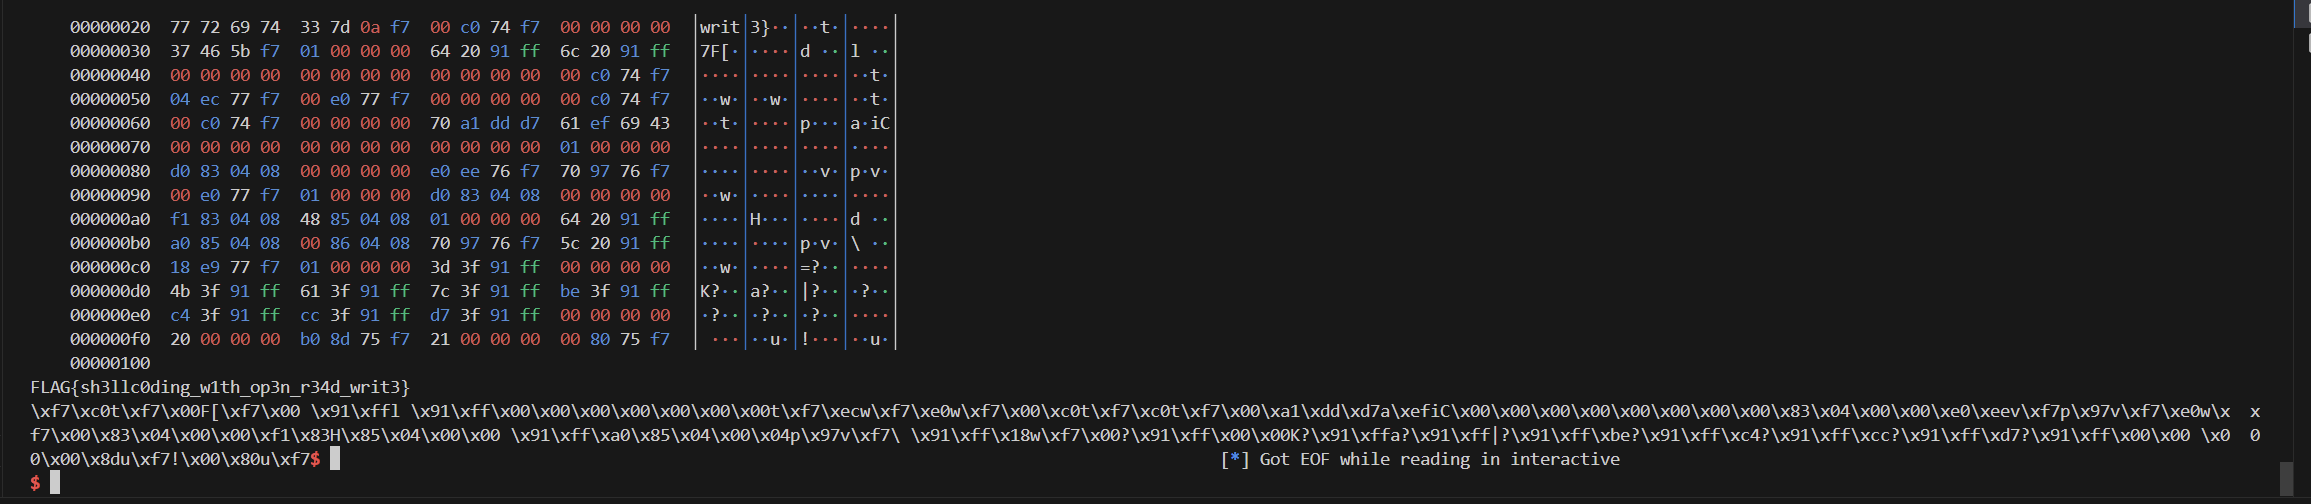 00000020  77 72 69 74  33 7d 0a f7  00 c0 74 f7  00 00 00 00  │writ│3}··│··t·│····│
00000030  37 46 5b f7  01 00 00 00  64 20 91 ff  6c 20 91 ff  │7F[·│····│d ··│l ··│
00000040  00 00 00 00  00 00 00 00  00 00 00 00  00 c0 74 f7  │····│····│····│··t·│
00000050  04 ec 77 f7  00 e0 77 f7  00 00 00 00  00 c0 74 f7  │··w·│··w·│····│··t·│
00000060  00 c0 74 f7  00 00 00 00  70 a1 dd d7  61 ef 69 43  │··t·│····│p···│a·iC│
00000070  00 00 00 00  00 00 00 00  00 00 00 00  01 00 00 00  │····│····│····│····│
00000080  d0 83 04 08  00 00 00 00  e0 ee 76 f7  70 97 76 f7  │····│····│··v·│p·v·│
00000090  00 e0 77 f7  01 00 00 00  d0 83 04 08  00 00 00 00  │··w·│····│····│····│
000000a0  f1 83 04 08  48 85 04 08  01 00 00 00  64 20 91 ff  │····│H···│····│d ··│
000000b0  a0 85 04 08  00 86 04 08  70 97 76 f7  5c 20 91 ff  │····│····│p·v·│\ ··│
000000c0  18 e9 77 f7  01 00 00 00  3d 3f 91 ff  00 00 00 00  │··w·│····│=?··│····│
000000d0  4b 3f 91 ff  61 3f 91 ff  7c 3f 91 ff  be 3f 91 ff  │K?··│a?··│|?··│·?··│
000000e0  c4 3f 91 ff  cc 3f 91 ff  d7 3f 91 ff  00 00 00 00  │·?··│·?··│·?··│····│
000000f0  20 00 00 00  b0 8d 75 f7  21 00 00 00  00 80 75 f7  │ ···│··u·│!···│··u·│
00000100
FLAG{sh3llc0ding_w1th_op3n_r34d_writ3}
\xf7\xc0t\xf7\x00F[\xf7\x00 \x91\xffl \x91\xff\x00\x00\x00\x00\x00\x00\x00\x00t\xf7\xecw\xf7\xe0w\xf7\x00\xc0t\xf7\xc0t\xf7\x00\xa1\xdd\xd7a\xefiC\x00\x00\x00\x00\x00\x00\x00\x00\x83\x04\x00\x00\xe0\xeev\xf7p\x97v\xf7\xe0w\x  x
f7\x00\x83\x04\x00\x00\xf1\x83H\x85\x04\x00\x00 \x91\xff\xa0\x85\x04\x00\x04p\x97v\xf7\ \x91\xff\x18w\xf7\x00?\x91\xff\x00\x00K?\x91\xffa?\x91\xff|?\x91\xff\xbe?\x91\xff\xc4?\x91\xff\xcc?\x91\xff\xd7?\x91\xff\x00\x00 \x0  0
0\x00\x8du\xf7!\x00\x80u\xf7$ [*] Got EOF while reading in interactive
$